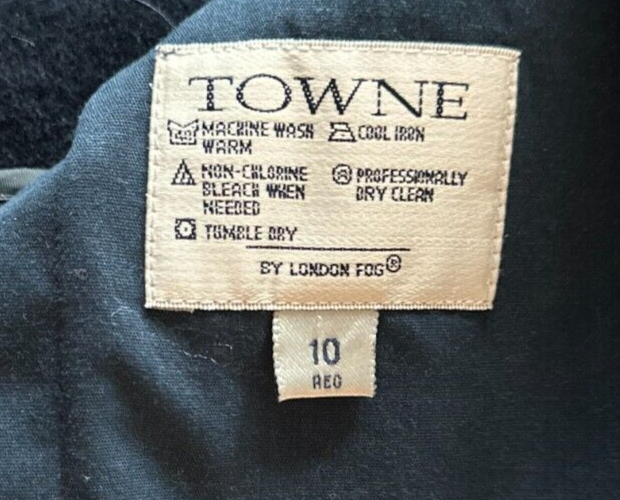 TOWNE
MACHINE WASH
WARM
COOL IRON
NON-CHLORINE
BLEACH WHEN
NEEDED
PROFESSIONALLY
DRY CLEAN
TUMBLE DRY
BY LONDON FOG®
10
REG